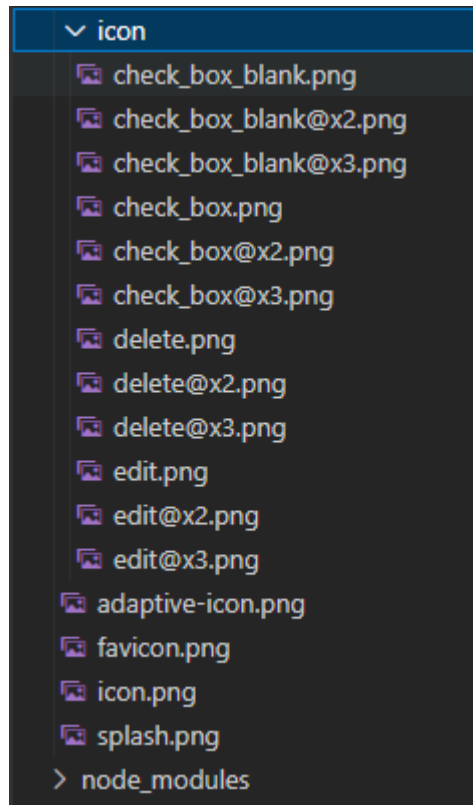 icon
check_box_blank.png
check_box_blank@x2.png
check_box_blank@x3.png
check_box.png
check_box@x2.png
check_box@x3.png
delete.png
delete@x2.png
delete@x3.png
edit.png
edit@x2.png
edit@x3.png
adaptive-icon.png
favicon.png
icon.png
splash.png
node_modules